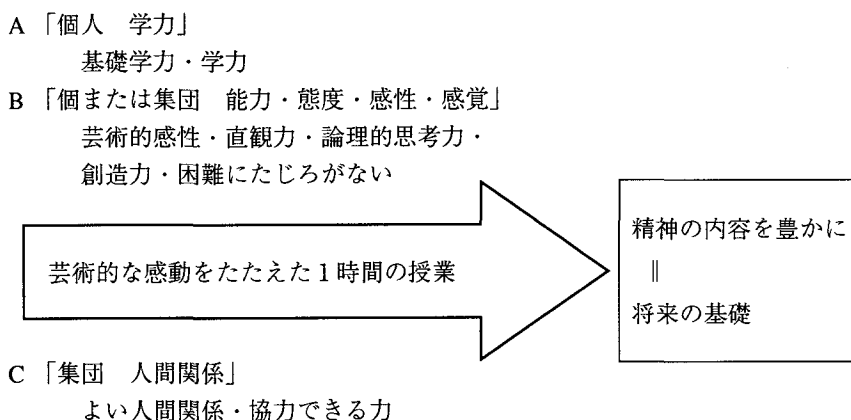 A 「個人　学力」
基礎学力・学力
B 「個または集団　能力・態度・感性・感覚」
芸術的感性・直観力・論理的思考力・
創造力・困難にたじろがない
芸術的な感動をたたえた1時間の授業
精神の内容を豊かに
‖
将来の基礎
C 「集団　人間関係」
よい人間関係・協力できる力